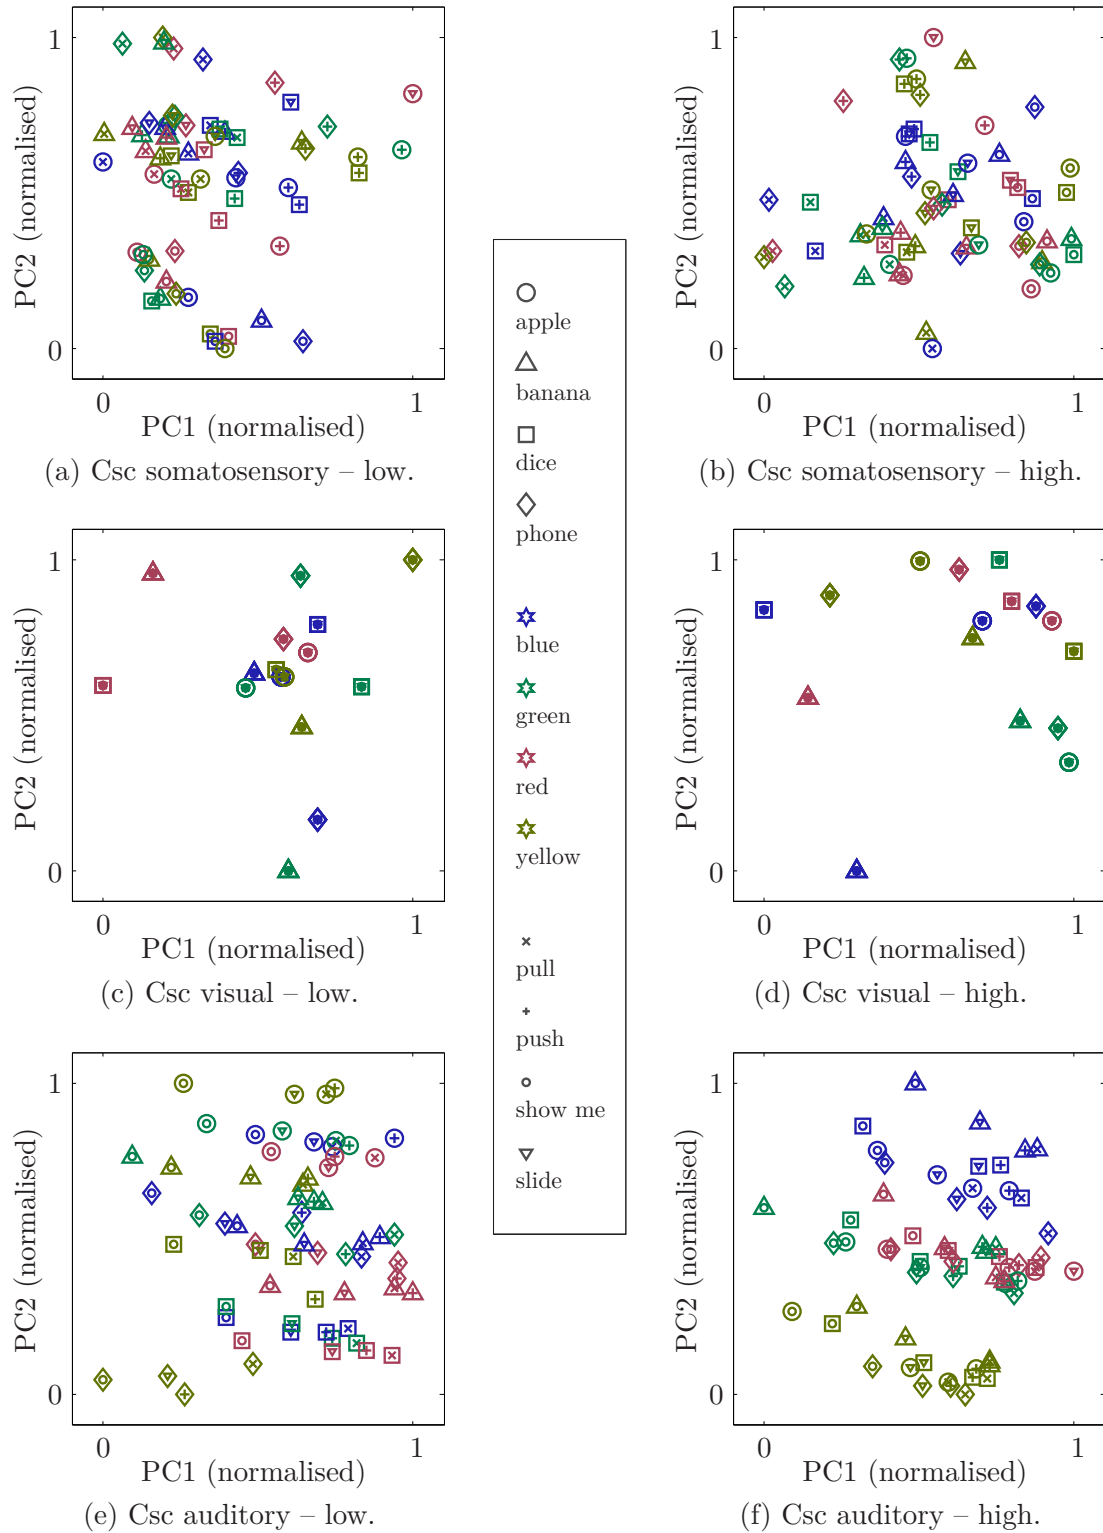 1
PC2 (normalised)
0
0
1
PC1 (normalised)
(a) Csc somatosensory – low.
1
PC2 (normalised)
0
0
1
PC1 (normalised)
(b) Csc somatosensory – high.
apple
banana
dice
phone
blue
green
red
yellow
pull
push
show me
slide
1
PC2 (normalised)
0
0
1
PC1 (normalised)
(c) Csc visual – low.
1
PC2 (normalised)
0
0
1
PC1 (normalised)
(d) Csc visual – high.
1
PC2 (normalised)
0
0
1
PC1 (normalised)
(e) Csc auditory – low.
1
PC2 (normalised)
0
0
1
PC1 (normalised)
(f) Csc auditory – high.